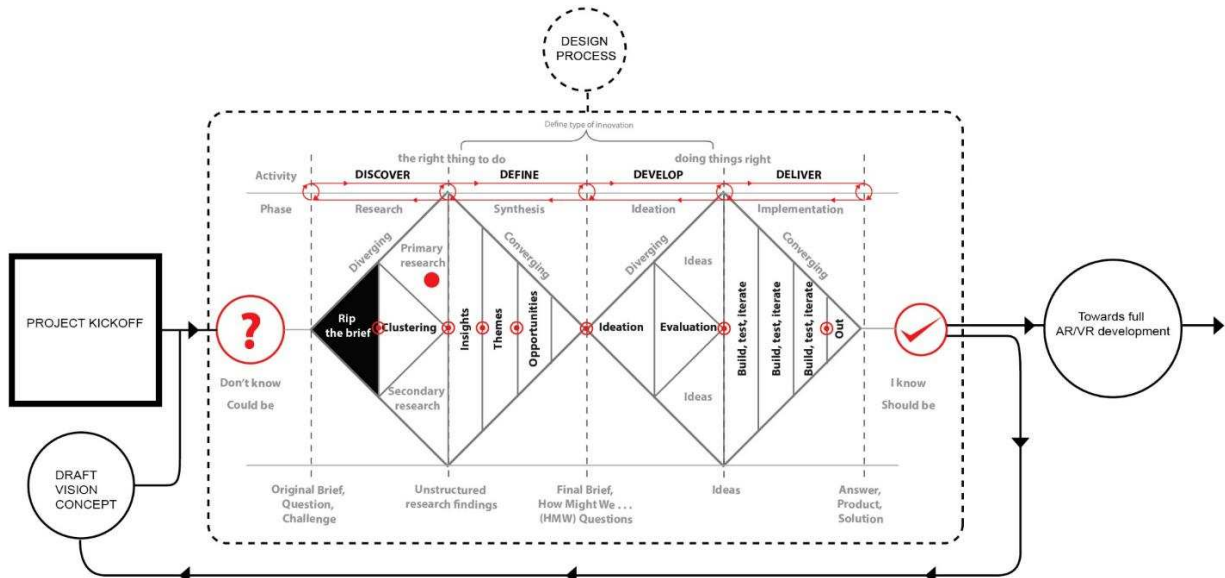 DESIGN
PROCESS
Define type of innovation
the right thing to do
doing things right
Activity
DISCOVER
DEFINE
DEVELOP
DELIVER
Phase
Research
Synthesis
Ideation
Implementation
Diverging
Converging
Diverging
Converging
Primary
research
Ideas
PROJECT KICKOFF
?
Rip
the brief
Clustering
Insights
Themes
Opportunities
Ideation
Evaluation
Build, test, iterate
Build, test, iterate
Build, test, iterate
Out
Towards full
AR/VR development
Don't know
Could be
Secondary
research
Ideas
I know
Should be
DRAFT
VISION
CONCEPT
Original Brief,
Question,
Challenge
Unstructured
research findings
Final Brief,
How Might We . . .
(HMW) Questions
Ideas
Answer,
Product,
Solution